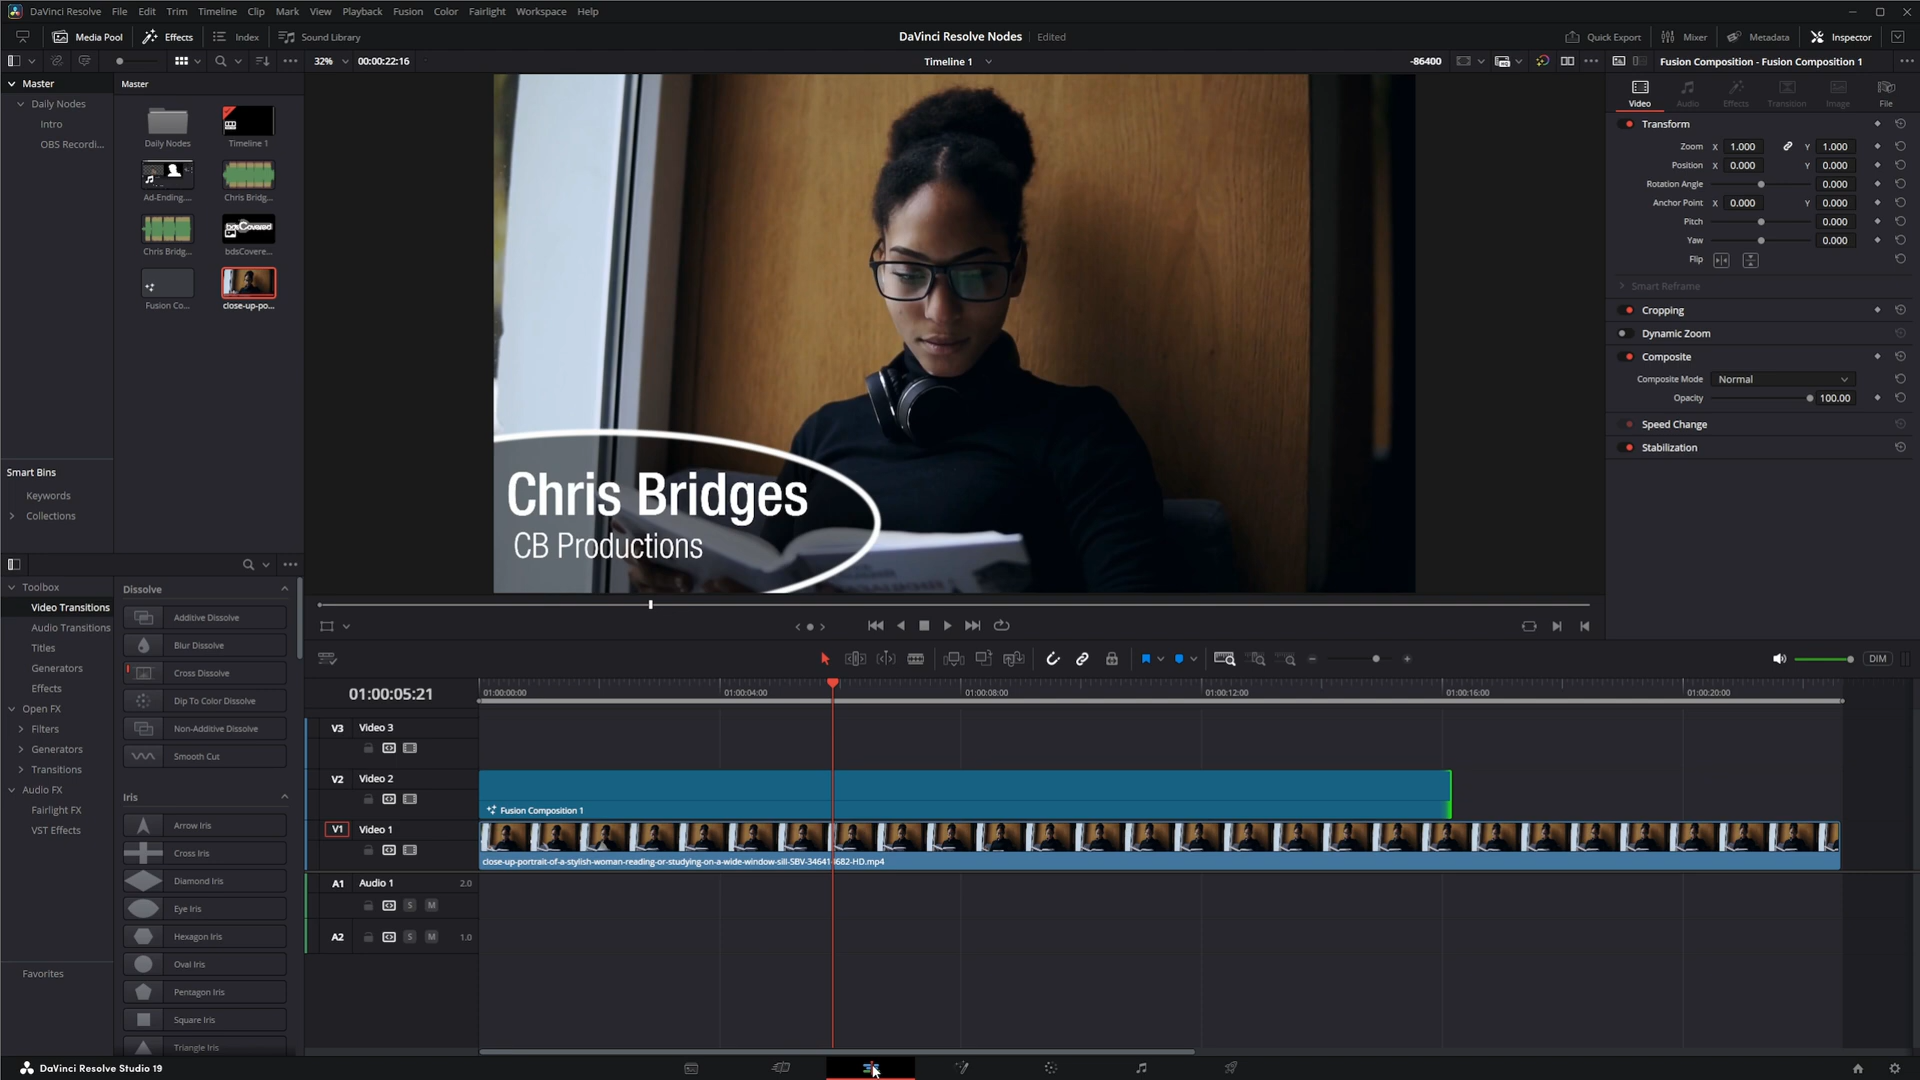 DaVinci Resolve File Edit Trim Timeline Clip Mark View Playback Fusion Color Fairlight Workspace Help
Media Pool Effects Index Sound Library
DaVinci Resolve Nodes Edited
Quick Export Mixer Metadata Inspector
32% 00:00:22:16
Timeline 1
-86400
Fusion Composition - Fusion Composition 1
Master
Daily Nodes
Intro
OBS Recordi...
Master
Daily Nodes
Timeline 1
Ad-Ending....
Chris Bridg...
Chris Bridg...
bdsCovere...
Fusion Co...
close-up-po...
Smart Bins
Keywords
Collections
Chris Bridges
CB Productions
Video Audio Effects Transition Image File
Transform
Zoom X 1.000 Y 1.000
Position X 0.000 Y 0.000
Rotation Angle 0.000
Anchor Point X 0.000 Y 0.000
Pitch 0.000
Yaw 0.000
Flip
Smart Reframe
Cropping
Dynamic Zoom
Composite
Composite Mode Normal
Opacity 100.00
Speed Change
Stabilization
Toolbox
Video Transitions
Audio Transitions
Titles
Generators
Effects
Open FX
Filters
Generators
Transitions
Audio FX
Fairlight FX
VST Effects
Favorites
Dissolve
Additive Dissolve
Blur Dissolve
Cross Dissolve
Dip To Color Dissolve
Non-Additive Dissolve
Smooth Cut
Iris
Arrow Iris
Cross Iris
Diamond Iris
Eye Iris
Hexagon Iris
Oval Iris
Pentagon Iris
Square Iris
Triangle Iris
DIM
01:00:05:21
01:00:00:00 01:00:04:00 01:00:08:00 01:00:12:00 01:00:16:00 01:00:20:00
V3 Video 3
V2 Video 2
Fusion Composition 1
V1 Video 1
close-up-portrait-of-a-stylish-woman-reading-or-studying-on-a-wide-window-sill-SBV-34641
682-HD.mp4
A1 Audio 1 2.0
S M
A2 S M 1.0
DaVinci Resolve Studio 19